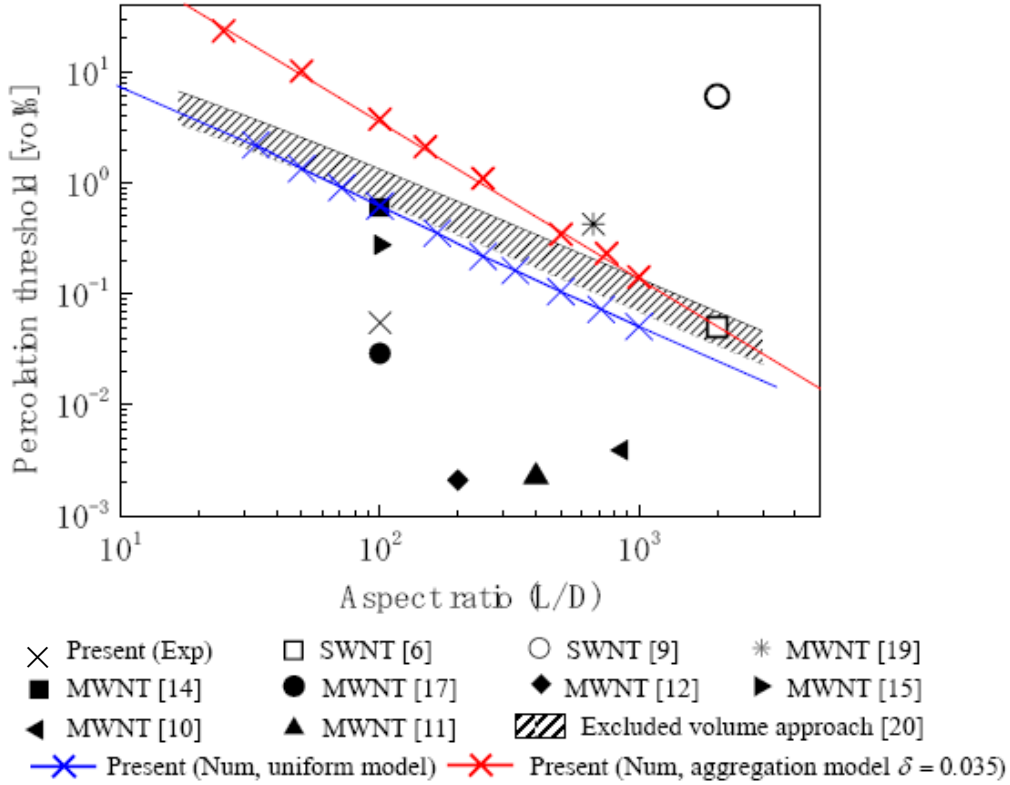 Percolation threshold [vol%]
10¹
10⁰
10⁻¹
10⁻²
10⁻³
10¹ 10² 10³
Aspect ratio (L/D)
Present (Exp) SWNT [6] SWNT [9] MWNT [19]
MWNT [14] MWNT [17] MWNT [12] MWNT [15]
MWNT [10] MWNT [11] Excluded volume approach [20]
Present (Num, uniform model) Present (Num, aggregation model δ = 0.035)